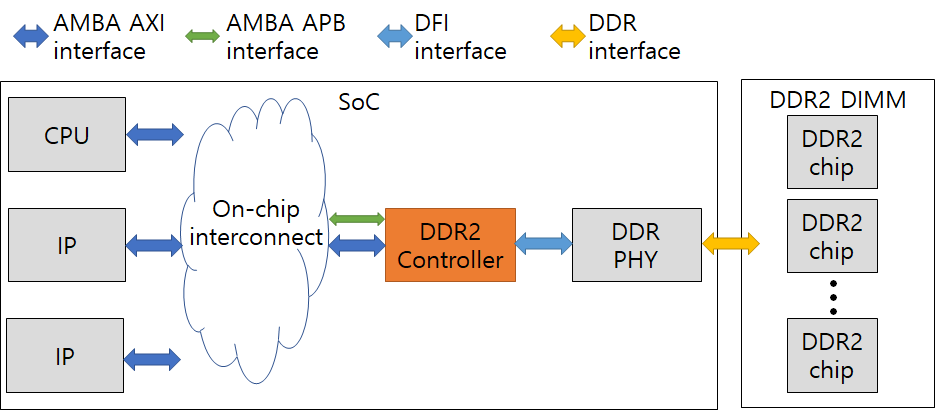 AMBA AXI
interface
AMBA APB
interface
DFI
interface
DDR
interface
SoC
DDR2 DIMM
CPU
DDR2
chip
On-chip
interconnect
IP
DDR2
Controller
DDR
PHY
DDR2
chip
IP
DDR2
chip